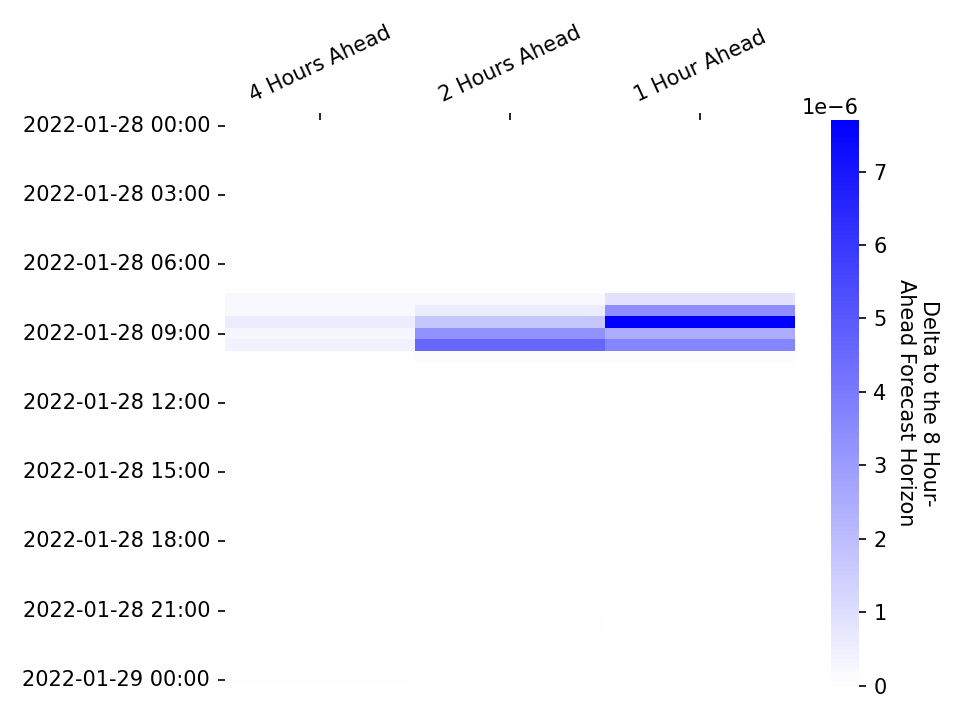 4 Hours Ahead
2 Hours Ahead
1 Hour Ahead
1e−6
2022-01-28 00:00
2022-01-28 03:00
2022-01-28 06:00
2022-01-28 09:00
2022-01-28 12:00
2022-01-28 15:00
2022-01-28 18:00
2022-01-28 21:00
2022-01-29 00:00
7
6
5
4
3
2
1
0
Delta to the 8 Hour-
Ahead Forecast Horizon